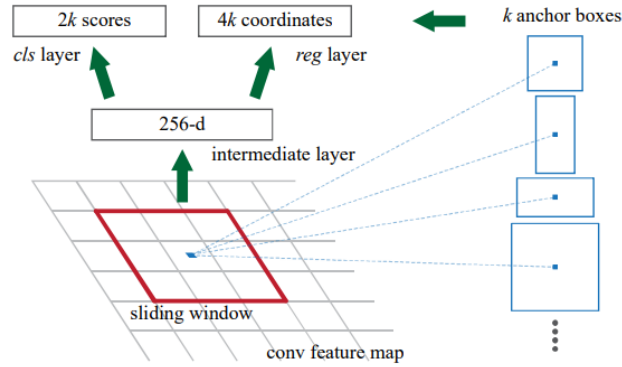 2k scores
4k coordinates
k anchor boxes
cls layer
reg layer
256-d
intermediate layer
sliding window
conv feature map